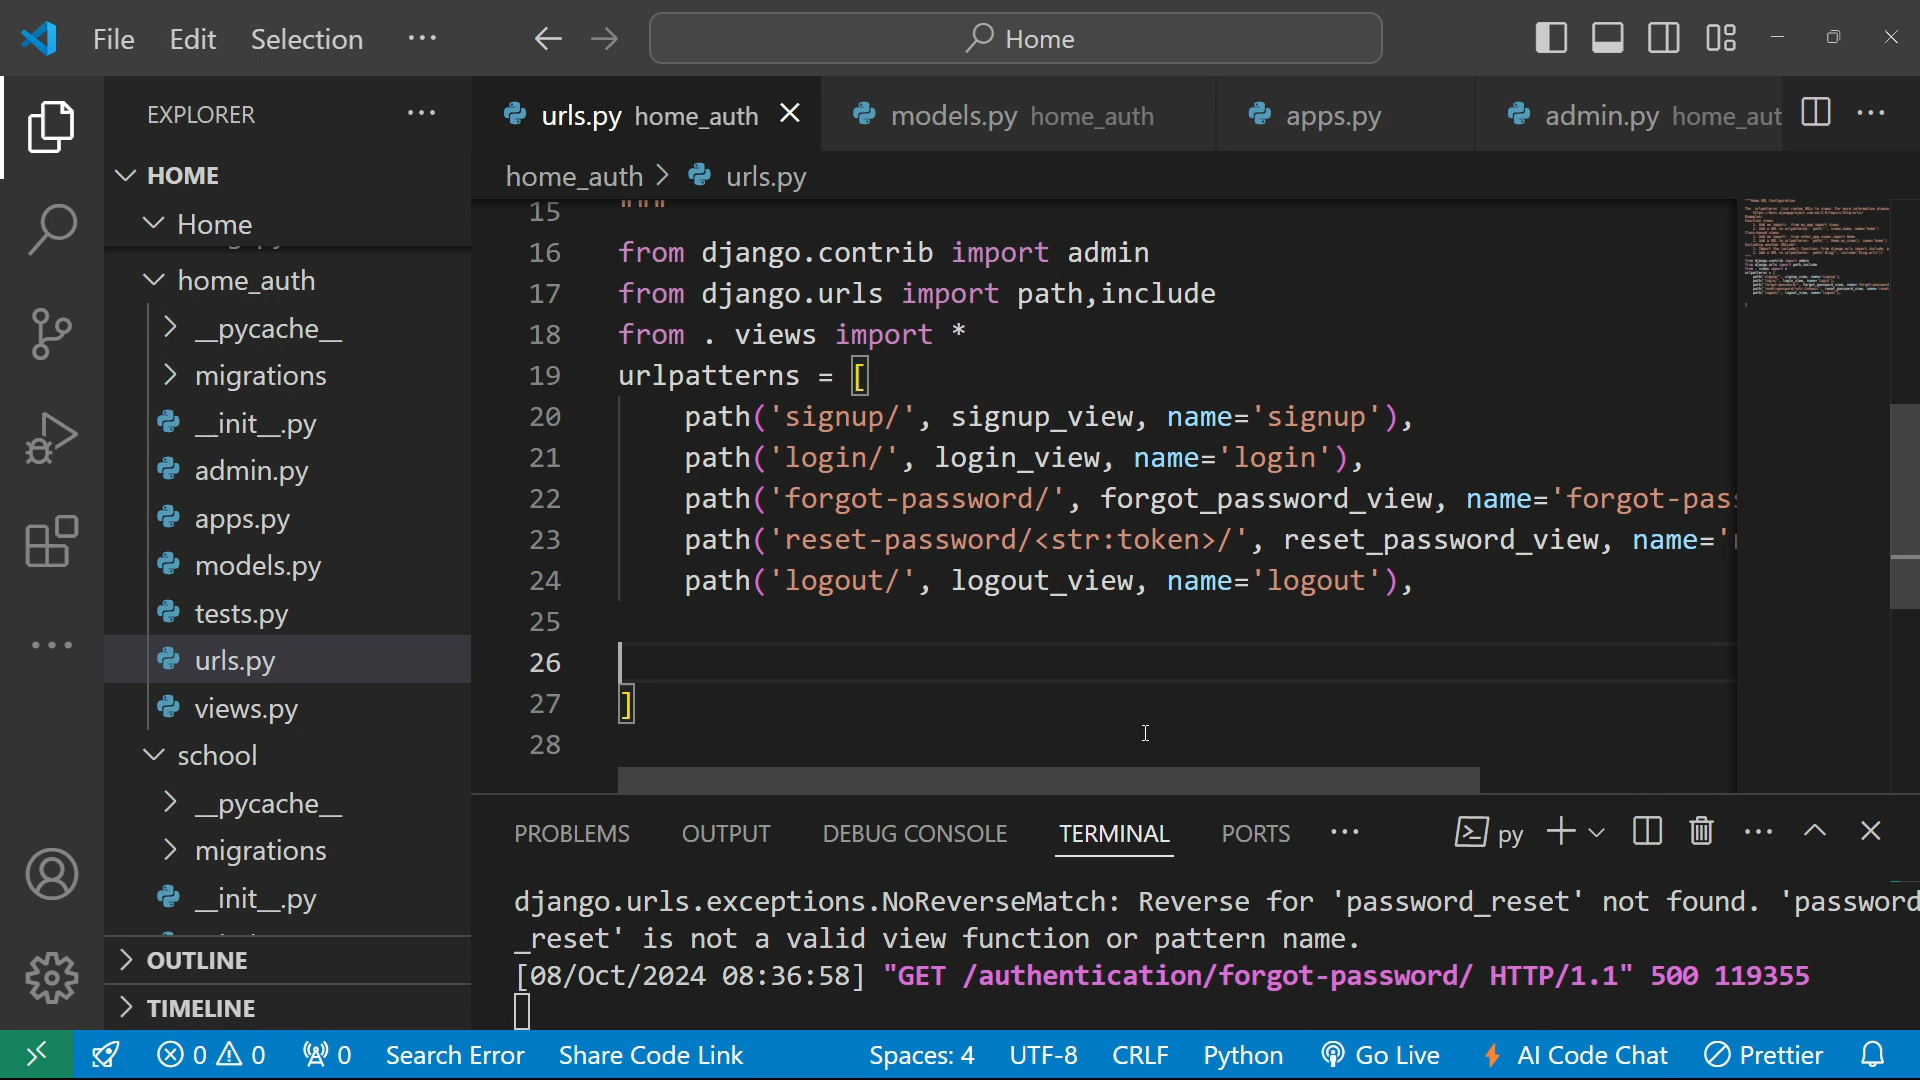 File Edit Selection ··· Home
EXPLORER ···
HOME
Home
home_auth
__pycache__
migrations
__init__.py
admin.py
apps.py
models.py
tests.py
urls.py
views.py
school
__pycache__
migrations
__init__.py
OUTLINE
TIMELINE
urls.py home_auth
models.py home_auth
apps.py
admin.py home_aut
home_auth > urls.py
15 """
16 from django.contrib import admin
17 from django.urls import path,include
18 from . views import *
19 urlpatterns = [
20 path('signup/', signup_view, name='signup'),
21 path('login/', login_view, name='login'),
22 path('forgot-password/', forgot_password_view, name='forgot-pas
23 path('reset-password/<str:token>/', reset_password_view, name='
24 path('logout/', logout_view, name='logout'),
25
26
27 ]
28
PROBLEMS OUTPUT DEBUG CONSOLE TERMINAL PORTS ··· py
django.urls.exceptions.NoReverseMatch: Reverse for 'password_reset' not found. 'password
_reset' is not a valid view function or pattern name.
[08/Oct/2024 08:36:58] "GET /authentication/forgot-password/ HTTP/1.1" 500 119355
0 0 0 Search Error Share Code Link Spaces: 4 UTF-8 CRLF Python Go Live AI Code Chat Prettier